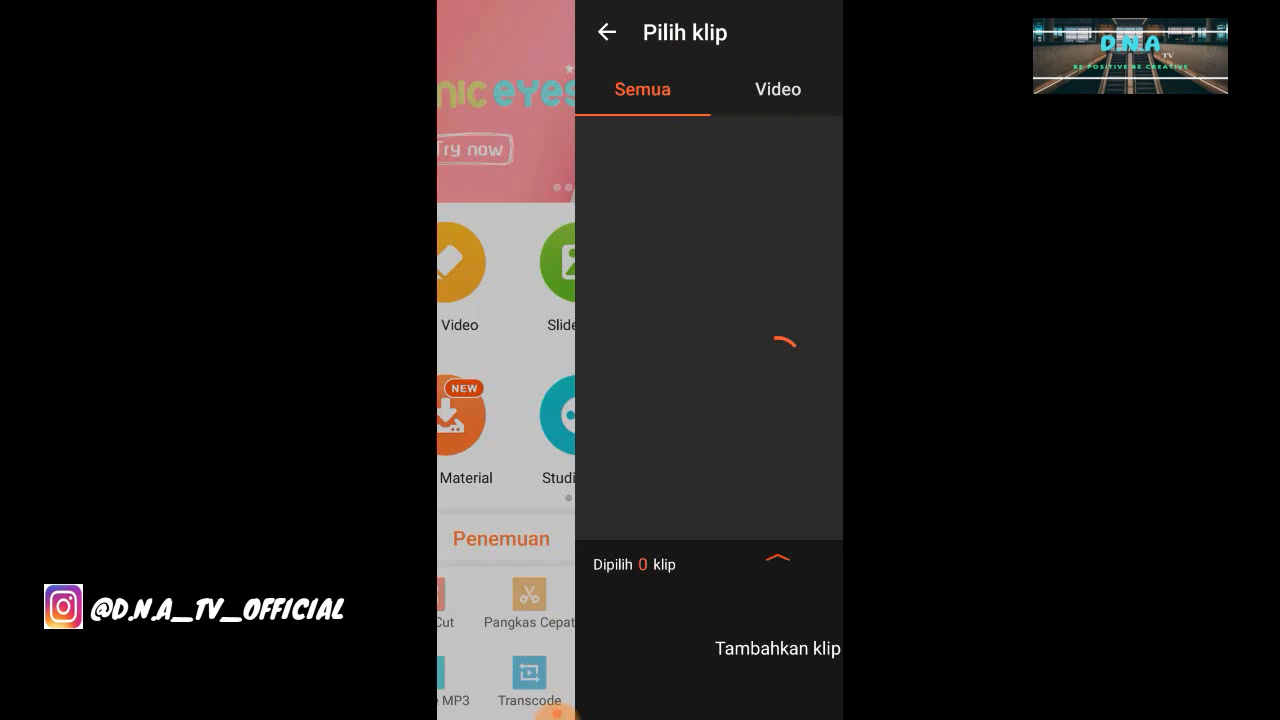 Pilih klip
Semua
Video
NIC EYES
Try now
Video
Slide
NEW
Material
Studi
Penemuan
Cut
Pangkas Cepat
MP3
Transcode
Dipilih 0 klip
Tambahkan klip
D.N.A
TV
BE POSITIVE BE CREATIVE
@D.N.A_TV_OFFICIAL